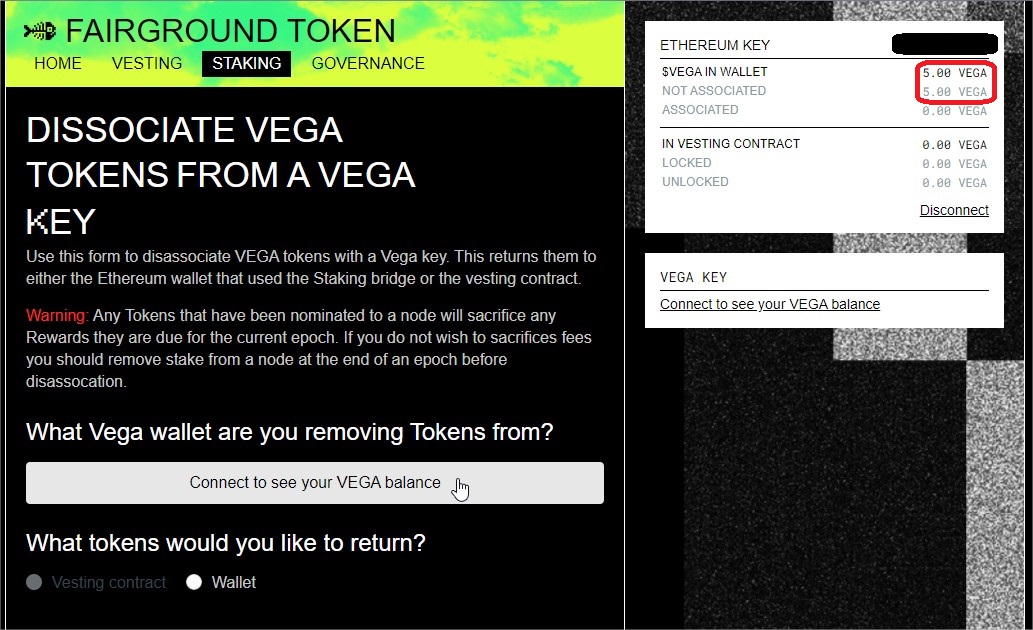 FAIRGROUND TOKEN
HOME VESTING STAKING GOVERNANCE
DISSOCIATE VEGA
TOKENS FROM A VEGA
KEY
Use this form to disassociate VEGA tokens with a Vega key. This returns them to
either the Ethereum wallet that used the Staking bridge or the vesting contract.
Warning: Any Tokens that have been nominated to a node will sacrifice any
Rewards they are due for the current epoch. If you do not wish to sacrifices fees
you should remove stake from a node at the end of an epoch before
disassocation.
What Vega wallet are you removing Tokens from?
Connect to see your VEGA balance
What tokens would you like to return?
Vesting contract Wallet
ETHEREUM KEY
$VEGA IN WALLET 5.00 VEGA
NOT ASSOCIATED 5.00 VEGA
ASSOCIATED 0.00 VEGA
IN VESTING CONTRACT 0.00 VEGA
LOCKED 0.00 VEGA
UNLOCKED 0.00 VEGA
Disconnect
VEGA KEY
Connect to see your VEGA balance